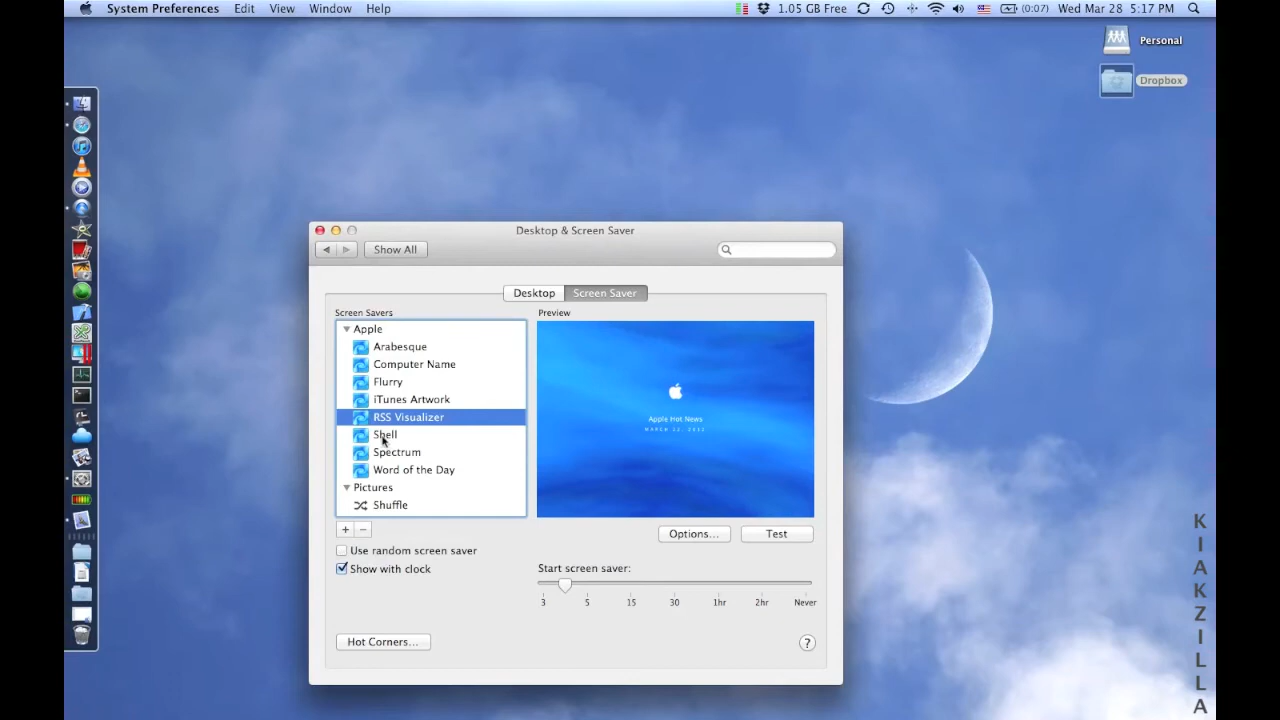 System Preferences Edit View Window Help 1.05 GB Free (0:07) Wed Mar 28 5:17 PM
Personal
Dropbox
Desktop & Screen Saver
Show All
Desktop Screen Saver
Screen Savers Preview
Apple
Arabesque
Computer Name
Flurry
iTunes Artwork
RSS Visualizer
Shell
Spectrum
Word of the Day
Pictures
Shuffle
Apple Hot News
MARCH 12, 2012
+ −
Options... Test
Use random screen saver
Show with clock
Start screen saver:
3 5 15 30 1hr 2hr Never
Hot Corners... ?
K
I
A
K
Z
I
L
L
A